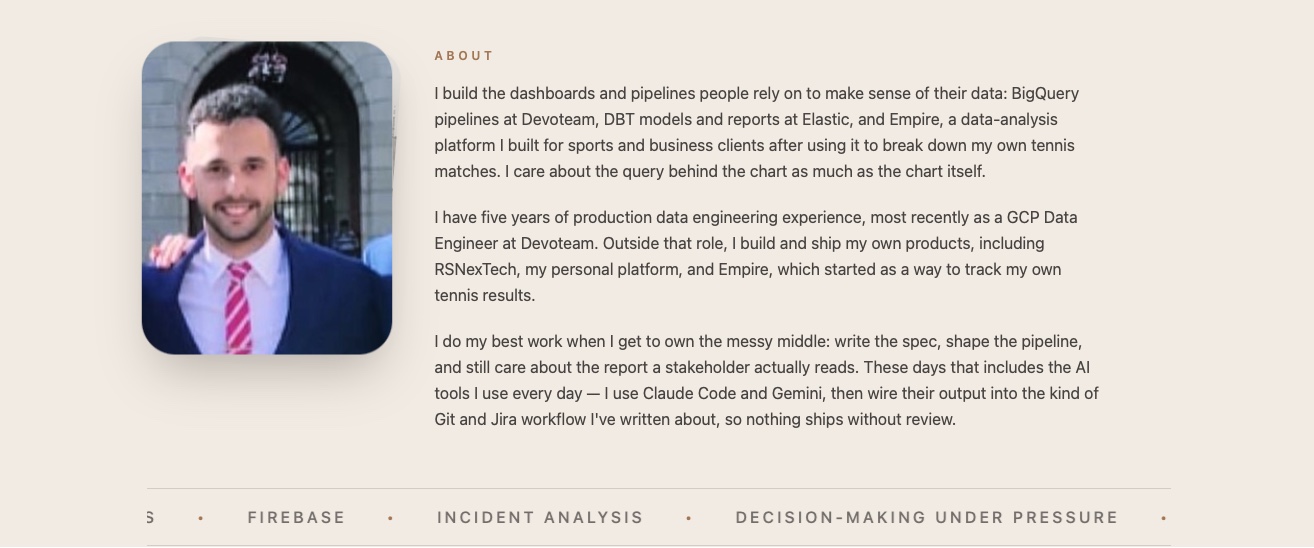 ABOUT
I build the dashboards and pipelines people rely on to make sense of their data: BigQuery
pipelines at Devoteam, DBT models and reports at Elastic, and Empire, a data-analysis
platform I built for sports and business clients after using it to break down my own tennis
matches. I care about the query behind the chart as much as the chart itself.
I have five years of production data engineering experience, most recently as a GCP Data
Engineer at Devoteam. Outside that role, I build and ship my own products, including
RSNexTech, my personal platform, and Empire, which started as a way to track my own
tennis results.
I do my best work when I get to own the messy middle: write the spec, shape the pipeline,
and still care about the report a stakeholder actually reads. These days that includes the AI
tools I use every day — I use Claude Code and Gemini, then wire their output into the kind of
Git and Jira workflow I've written about, so nothing ships without review.
S • FIREBASE • INCIDENT ANALYSIS • DECISION-MAKING UNDER PRESSURE •